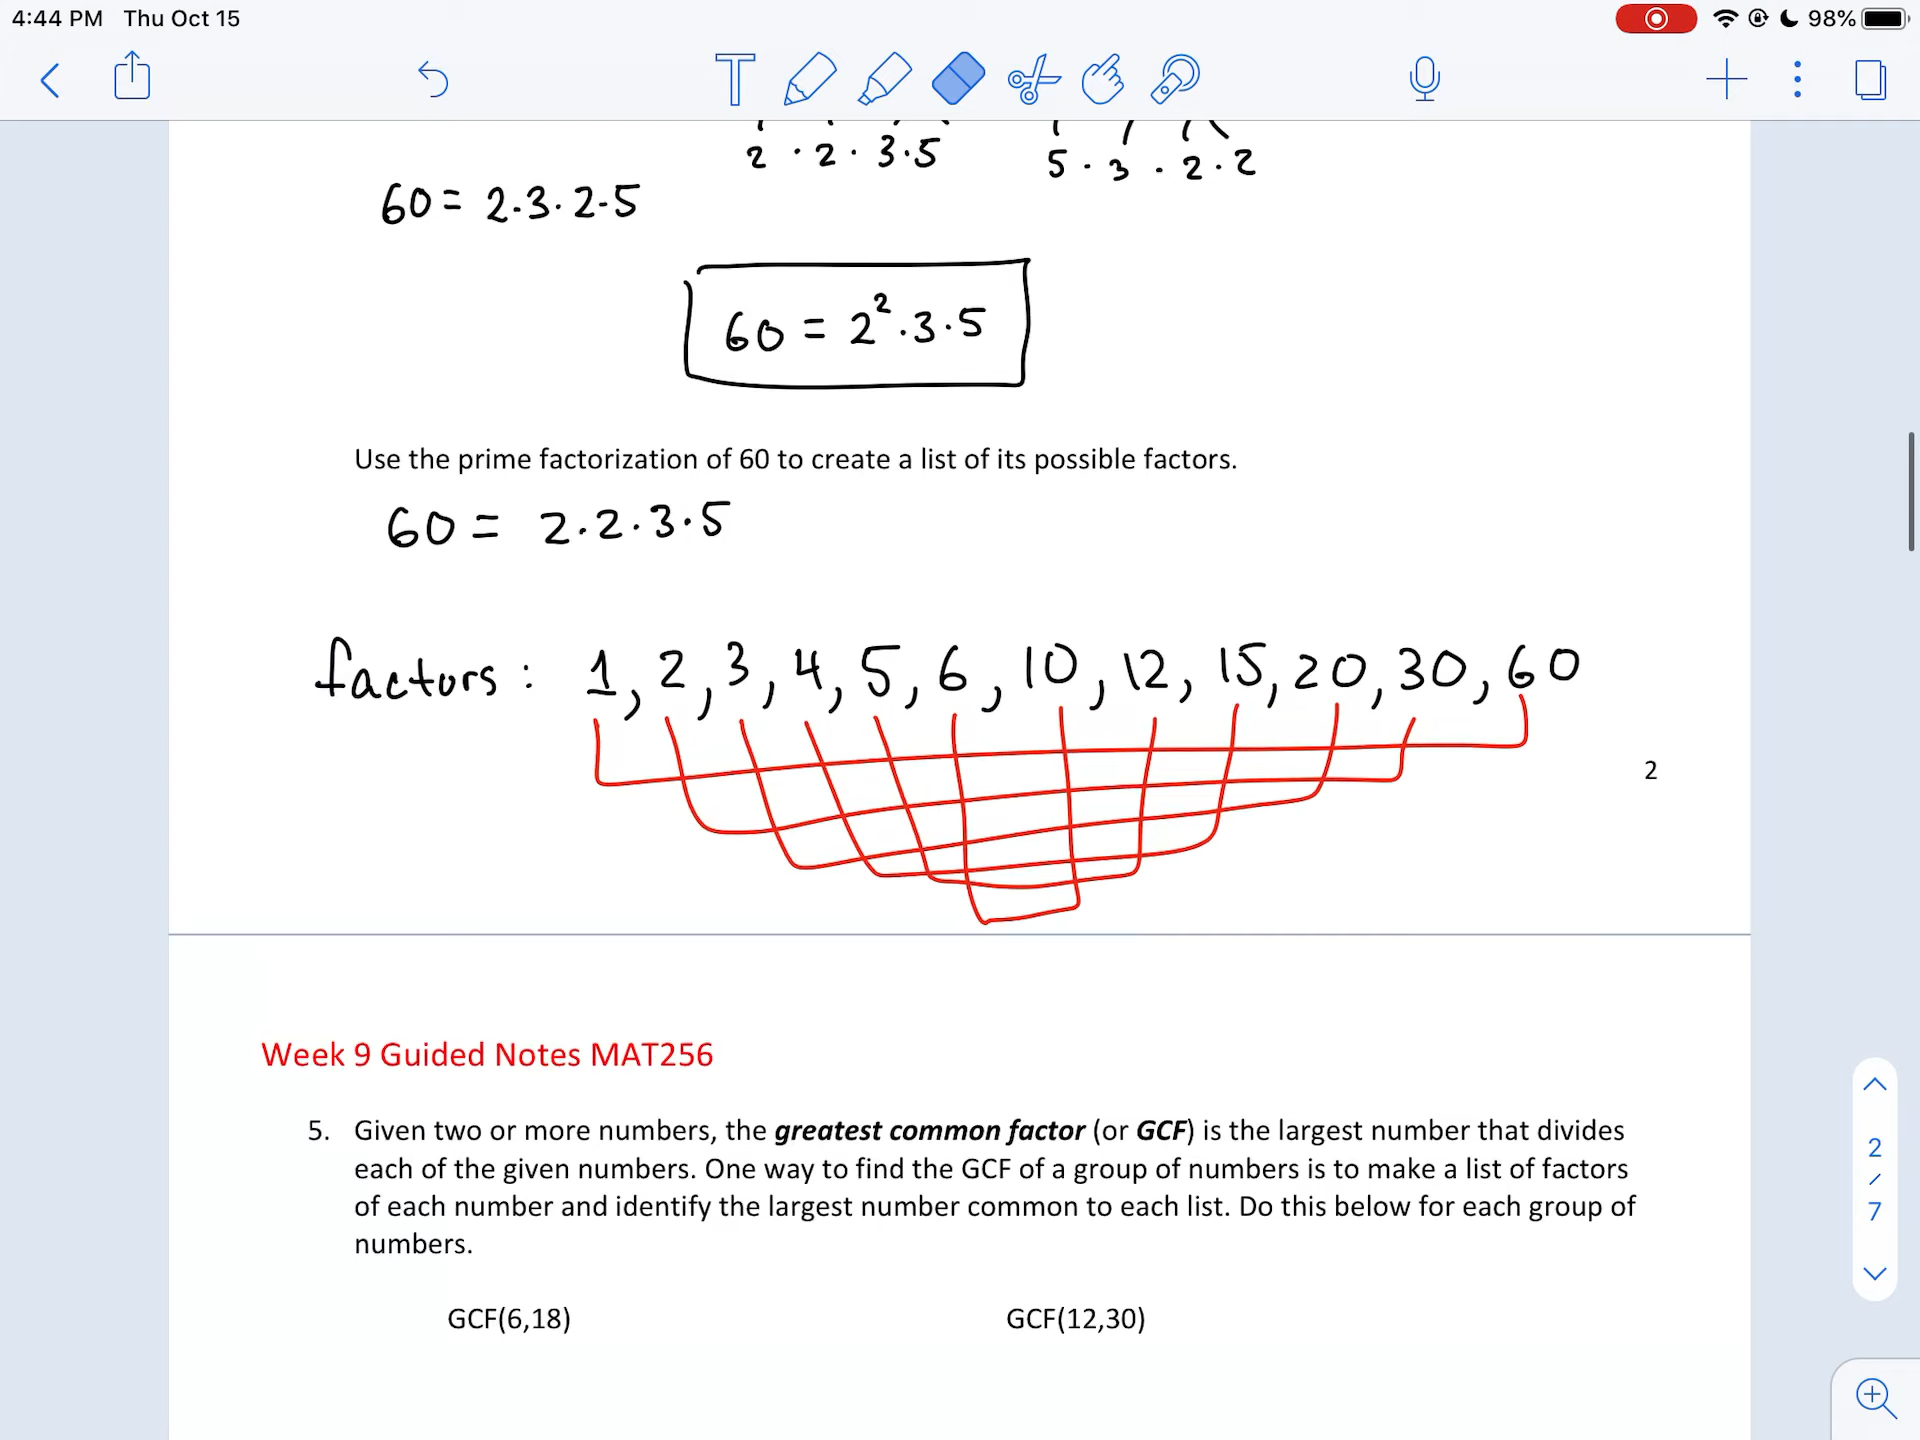 4:44 PM Thu Oct 15 98%
2 · 2 · 3 · 5 5 · 3 · 2 · 2
60 = 2 · 3 · 2 · 5
60 = 2² · 3 · 5
Use the prime factorization of 60 to create a list of its possible factors.
60 = 2 · 2 · 3 · 5
factors : 1, 2, 3, 4, 5, 6, 10, 12, 15, 20, 30, 60
2
Week 9 Guided Notes MAT256
5. Given two or more numbers, the greatest common factor (or GCF) is the largest number that divides
each of the given numbers. One way to find the GCF of a group of numbers is to make a list of factors
of each number and identify the largest number common to each list. Do this below for each group of
numbers.
GCF(6,18) GCF(12,30)
2
/
7